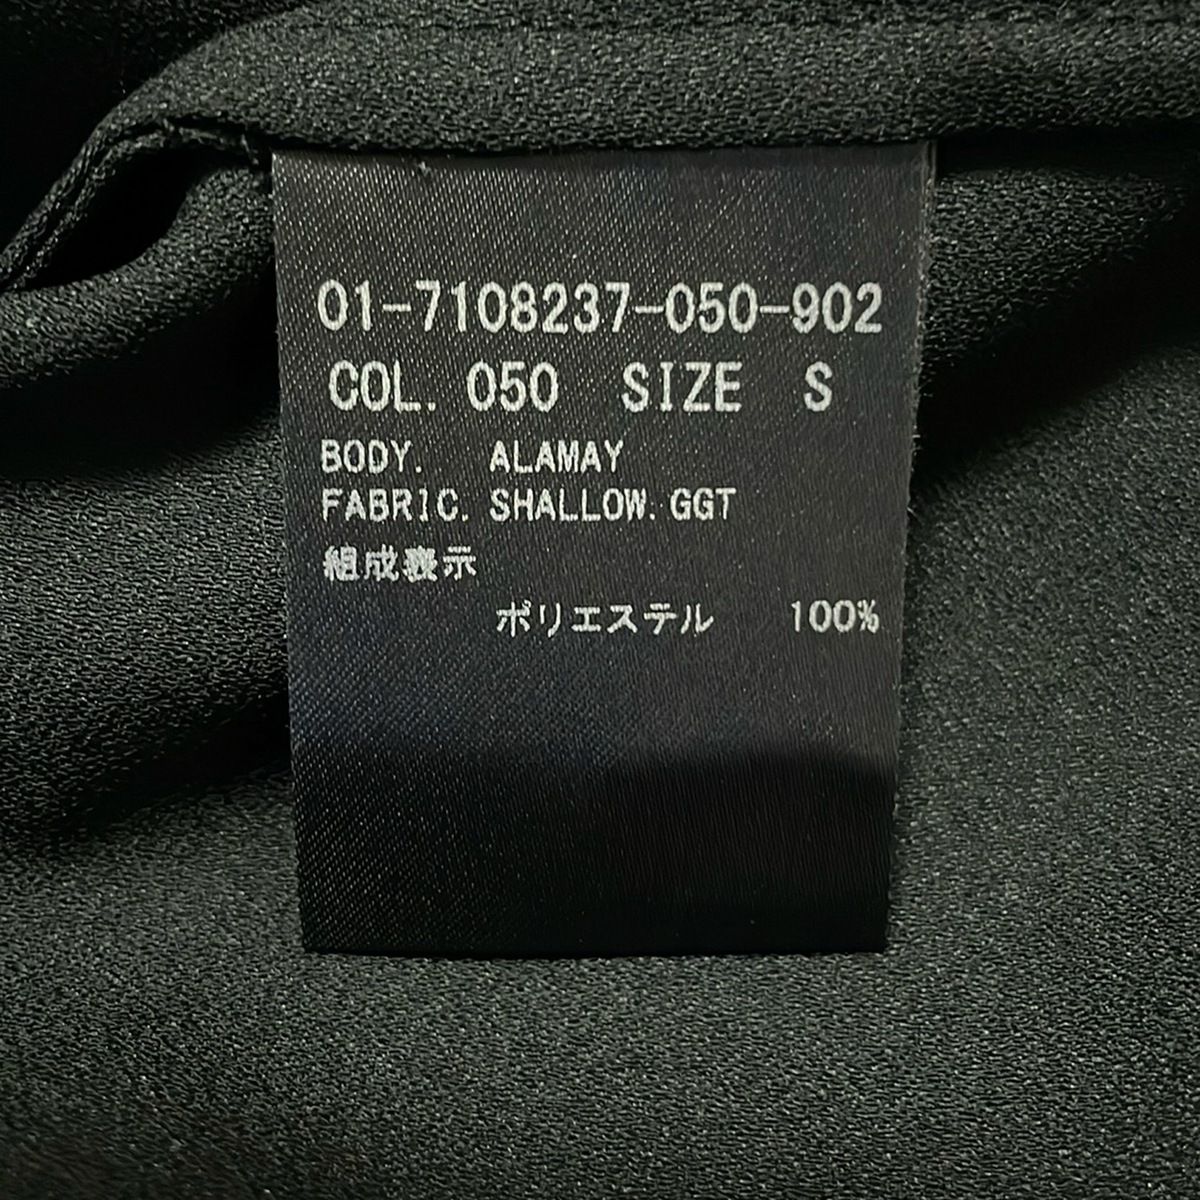 01-7108237-050-902
COL. 050 SIZE S
BODY. ALAMAY
FABRIC. SHALLOW. GGT
組成表示
ポリエステル 100%